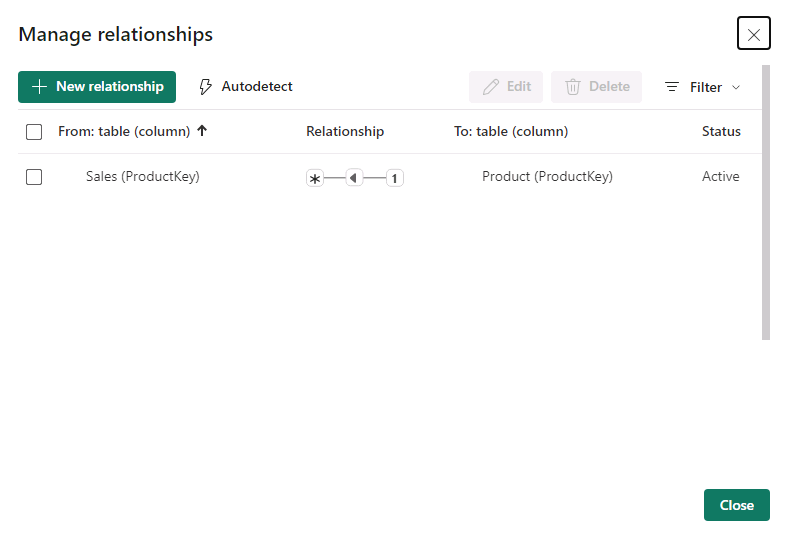 Manage relationships
New relationship Autodetect Edit Delete Filter
From: table (column) Relationship To: table (column) Status
Sales (ProductKey) * 1 Product (ProductKey) Active
Close